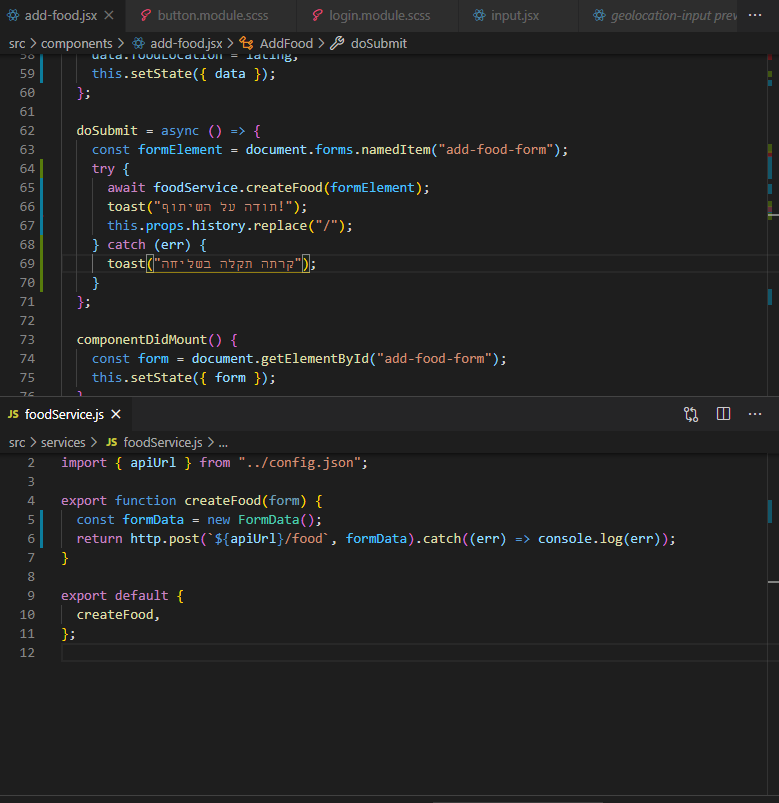 add-food.jsx button.module.scss login.module.scss input.jsx geolocation-input prev ...
src > components > add-food.jsx > AddFood > doSubmit
58 data.foodLocation = latlng;
59 this.setState({ data });
60 };
61
62 doSubmit = async () => {
63 const formElement = document.forms.namedItem("add-food-form");
64 try {
65 await foodService.createFood(formElement);
66 toast("תודה על השיתוף!");
67 this.props.history.replace("/");
68 } catch (err) {
69 toast("קרתה תקלה בשליחה");
70 }
71 };
72
73 componentDidMount() {
74 const form = document.getElementById("add-food-form");
75 this.setState({ form });
76 }
JS foodService.js ...
src > services > JS foodService.js > ...
2 import { apiUrl } from "../config.json";
3
4 export function createFood(form) {
5 const formData = new FormData();
6 return http.post(`${apiUrl}/food`, formData).catch((err) => console.log(err));
7 }
8
9 export default {
10 createFood,
11 };
12